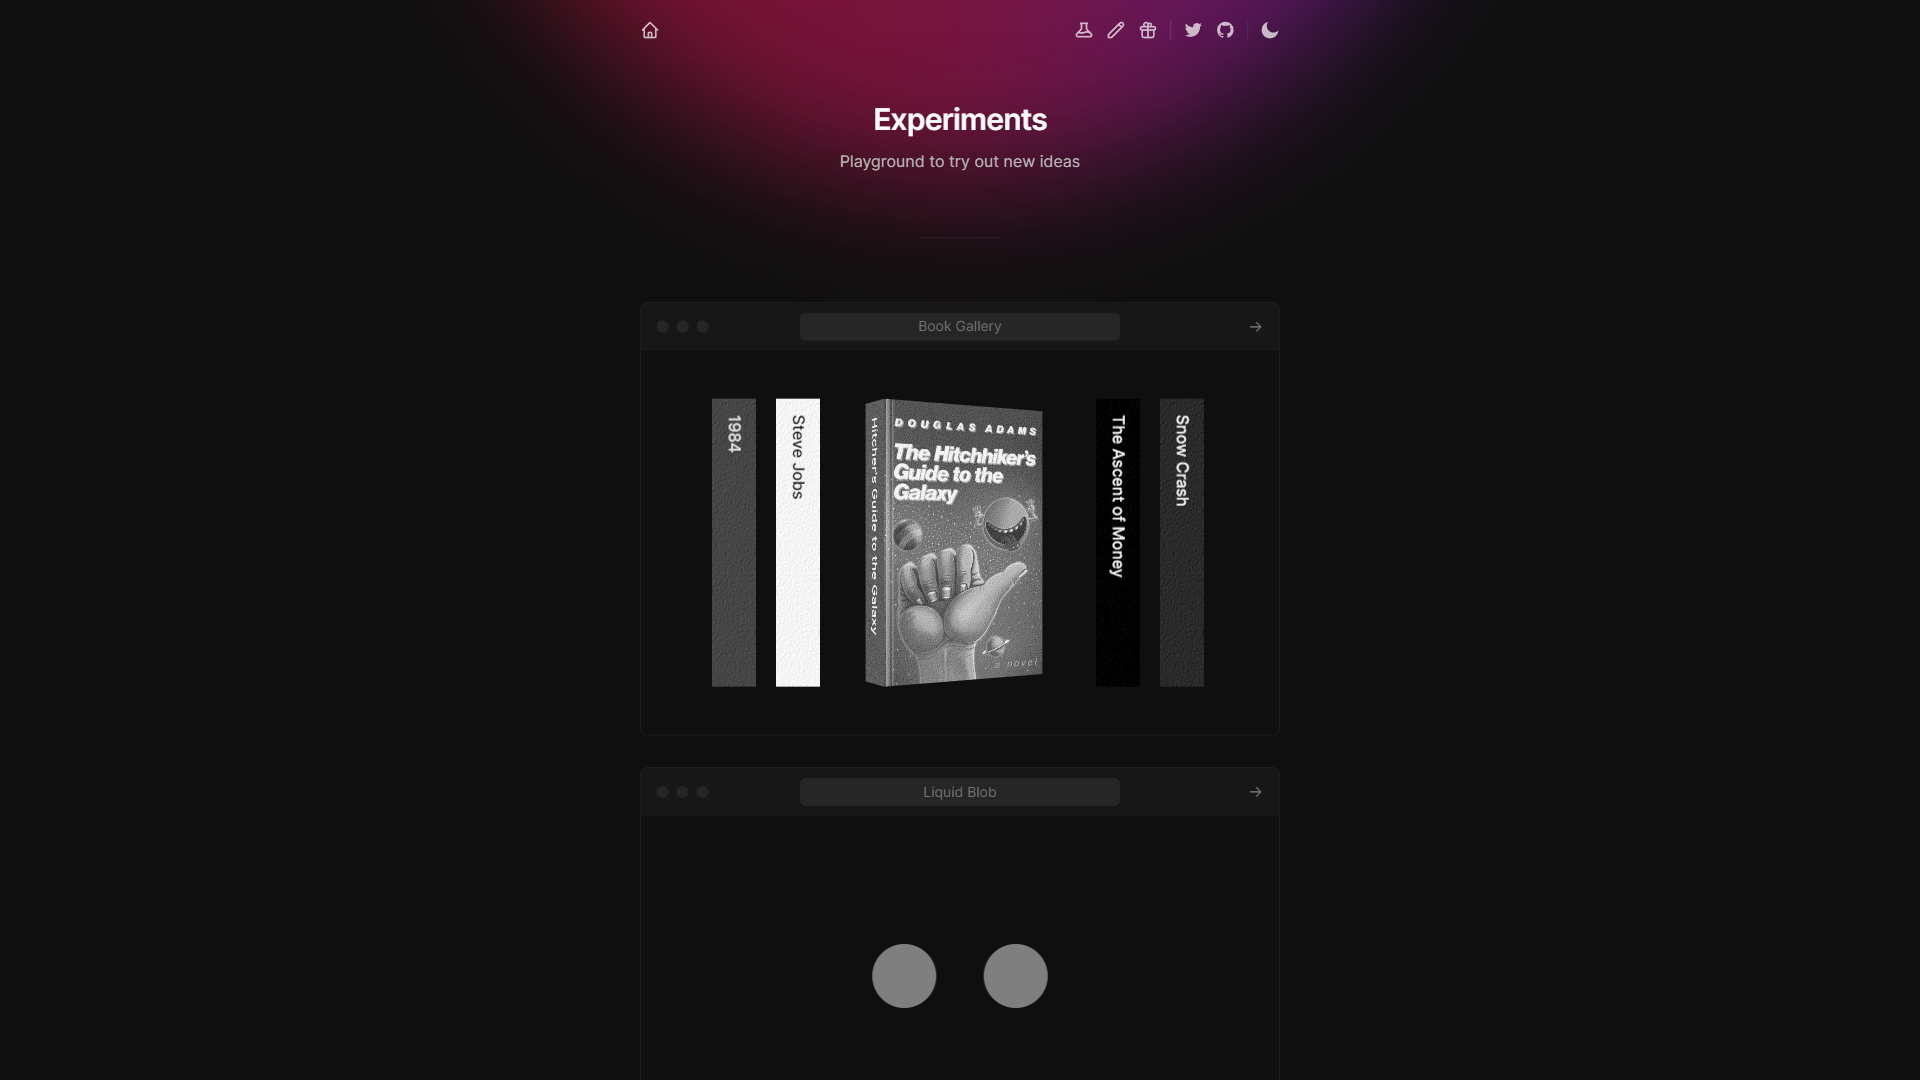 Experiments
Playground to try out new ideas
Book Gallery
1984
Steve Jobs
Hitcher's Guide to the Galaxy
DOUGLAS ADAMS
The Hitchhiker's
Guide to the
Galaxy
a novel
The Ascent of Money
Snow Crash
Liquid Blob